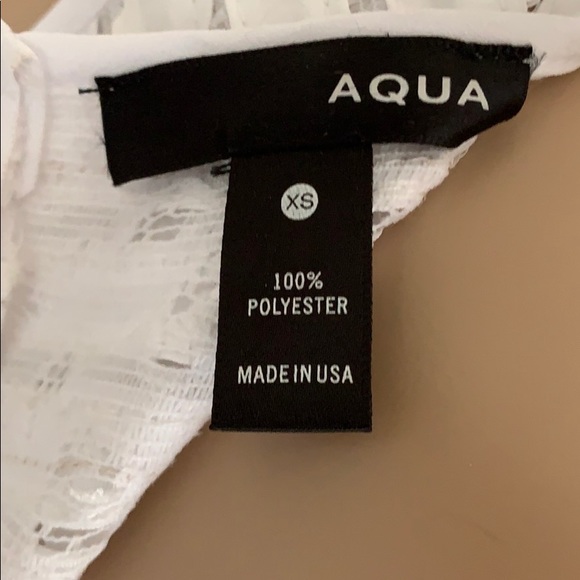 AQUA
XS
100%
POLYESTER
MADE IN USA